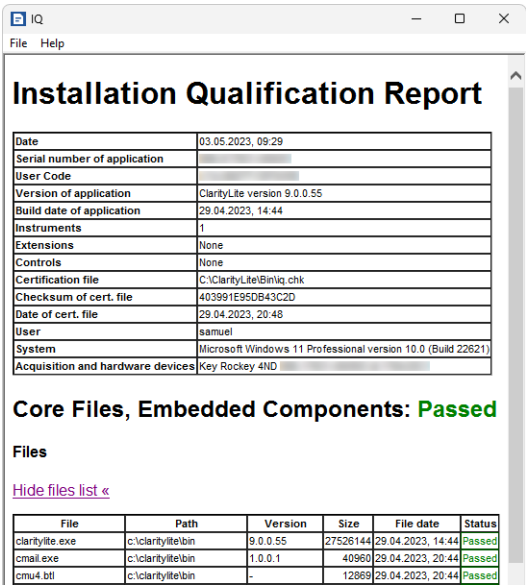 IQ
File Help
Installation Qualification Report
Date 03.05.2023, 09:29
Serial number of application
User Code
Version of application ClarityLite version 9.0.0.55
Build date of application 29.04.2023, 14:44
Instruments 1
Extensions None
Controls None
Certification file C:\ClarityLite\Bin\iq.chk
Checksum of cert. file 403991E95DB43C2D
Date of cert. file 29.04.2023, 20:48
User samuel
System Microsoft Windows 11 Professional version 10.0 (Build 22621)
Acquisition and hardware devices Key Rockey 4ND
Core Files, Embedded Components: Passed
Files
Hide files list «
File Path Version Size File date Status
claritylite.exe c:\claritylite\bin 9.0.0.55 27526144 29.04.2023, 14:44 Passed
cmail.exe c:\claritylite\bin 1.0.0.1 40960 29.04.2023, 20:44 Passed
cmu4.btl c:\claritylite\bin - 12869 29.04.2023, 20:44 Passed